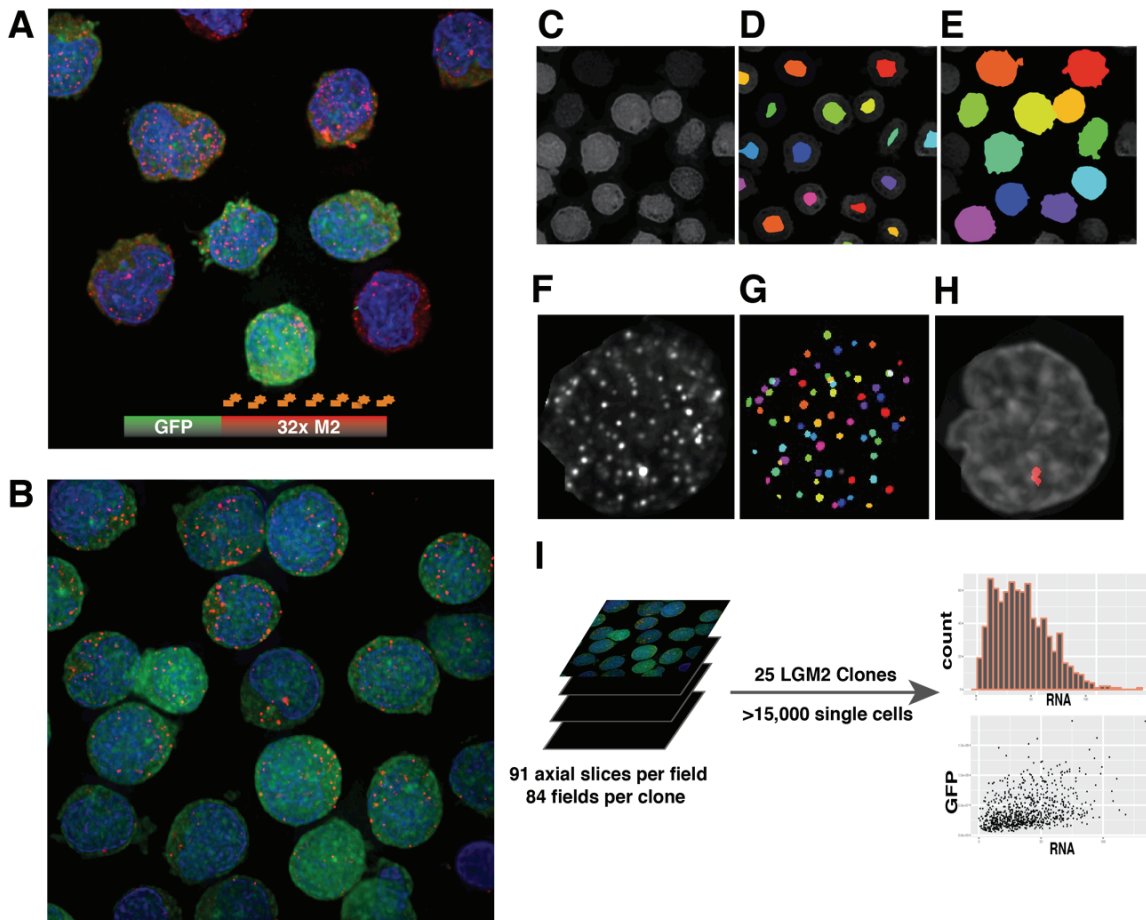 A
GFP
32x M2
B
C
D
E
F
G
H
I
91 axial slices per field
84 fields per clone
25 LGM2 Clones
>15,000 single cells
count
RNA
GFP
RNA